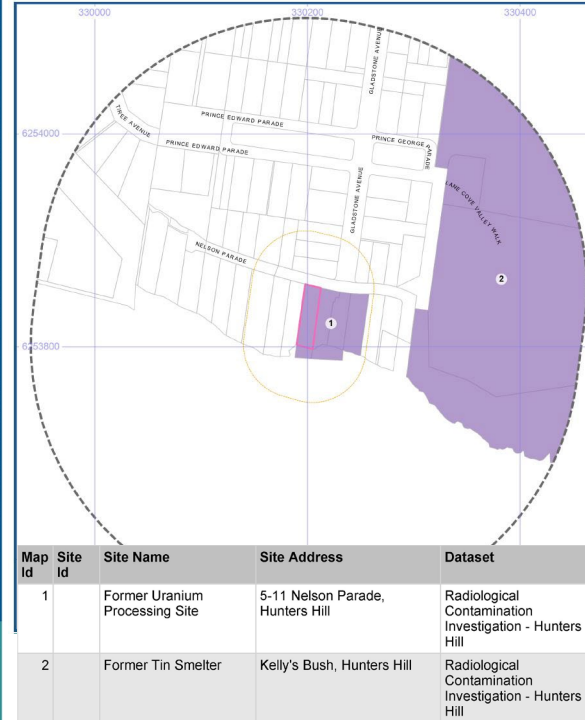 330000
330200
330400
GLADSTONE AVENUE
TIREE AVENUE
PRINCE EDWARD PARADE
6254000
PRINCE GEORGE PARADE
PRINCE EDWARD PARADE
GLADSTONE AVENUE
LANE COVE VALLEY WALK
NELSON PARADE
2
1
6253800
Map Id Site Id Site Name Site Address Dataset
1 Former Uranium Processing Site 5-11 Nelson Parade, Hunters Hill Radiological Contamination Investigation - Hunters Hill
2 Former Tin Smelter Kelly's Bush, Hunters Hill Radiological Contamination Investigation - Hunters Hill